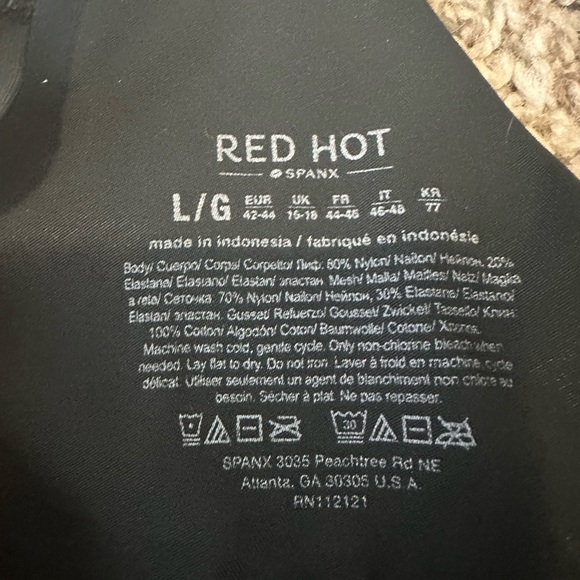 RED HOT
SPANX
L/G EUR 42-44 UK 16-18 FR 44-46 IT 46-48 KR 77
made in indonesia / fabriqué en indonésie
Body/ Cuerpo/ Corps/ Corpetto/ Лиф: 80% Nylon/ Nailon/ Нейлон, 20%
Elastane/ Elastano/ Elastan/ эластан. Mesh/ Malla/ Mailles/ Netz/ Maglia
a rete/ Сеточка: 70% Nylon/ Nailon/ Нейлон, 30% Elastane/ Elastano/
Elastan/ эластан. Gusset/ Refuerzo/ Gousset/ Zwickel/ Tassello/ Клин:
100% Cotton/ Algodón/ Coton/ Baumwolle/ Cotone/ Хлопок.
Machine wash cold, gentle cycle. Only non-chlorine bleach when
needed. Lay flat to dry. Do not iron. Laver à froid en machine, cycle
délicat. Utiliser seulement un agent de blanchiment non chloré au
besoin. Sécher à plat. Ne pas repasser.
30
SPANX 3035 Peachtree Rd NE
Atlanta, GA 30305 U.S.A.
RN112121